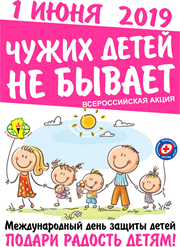 1 ИЮНЯ 2019
ЧУЖИХ ДЕТЕЙ
НЕ БЫВАЕТ
ВСЕРОССИЙСКАЯ АКЦИЯ
Международный день защиты детей
ПОДАРИ РАДОСТЬ ДЕТЯМ!